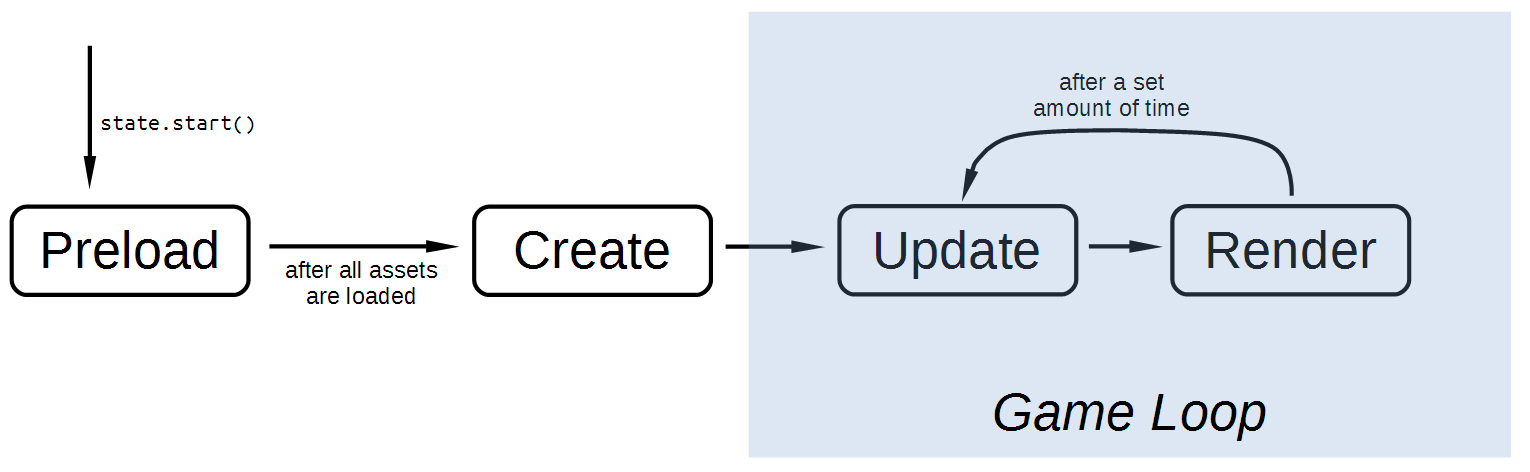 state.start()
Preload
after all assets
are loaded
Create
after a set
amount of time
Update
Render
Game Loop